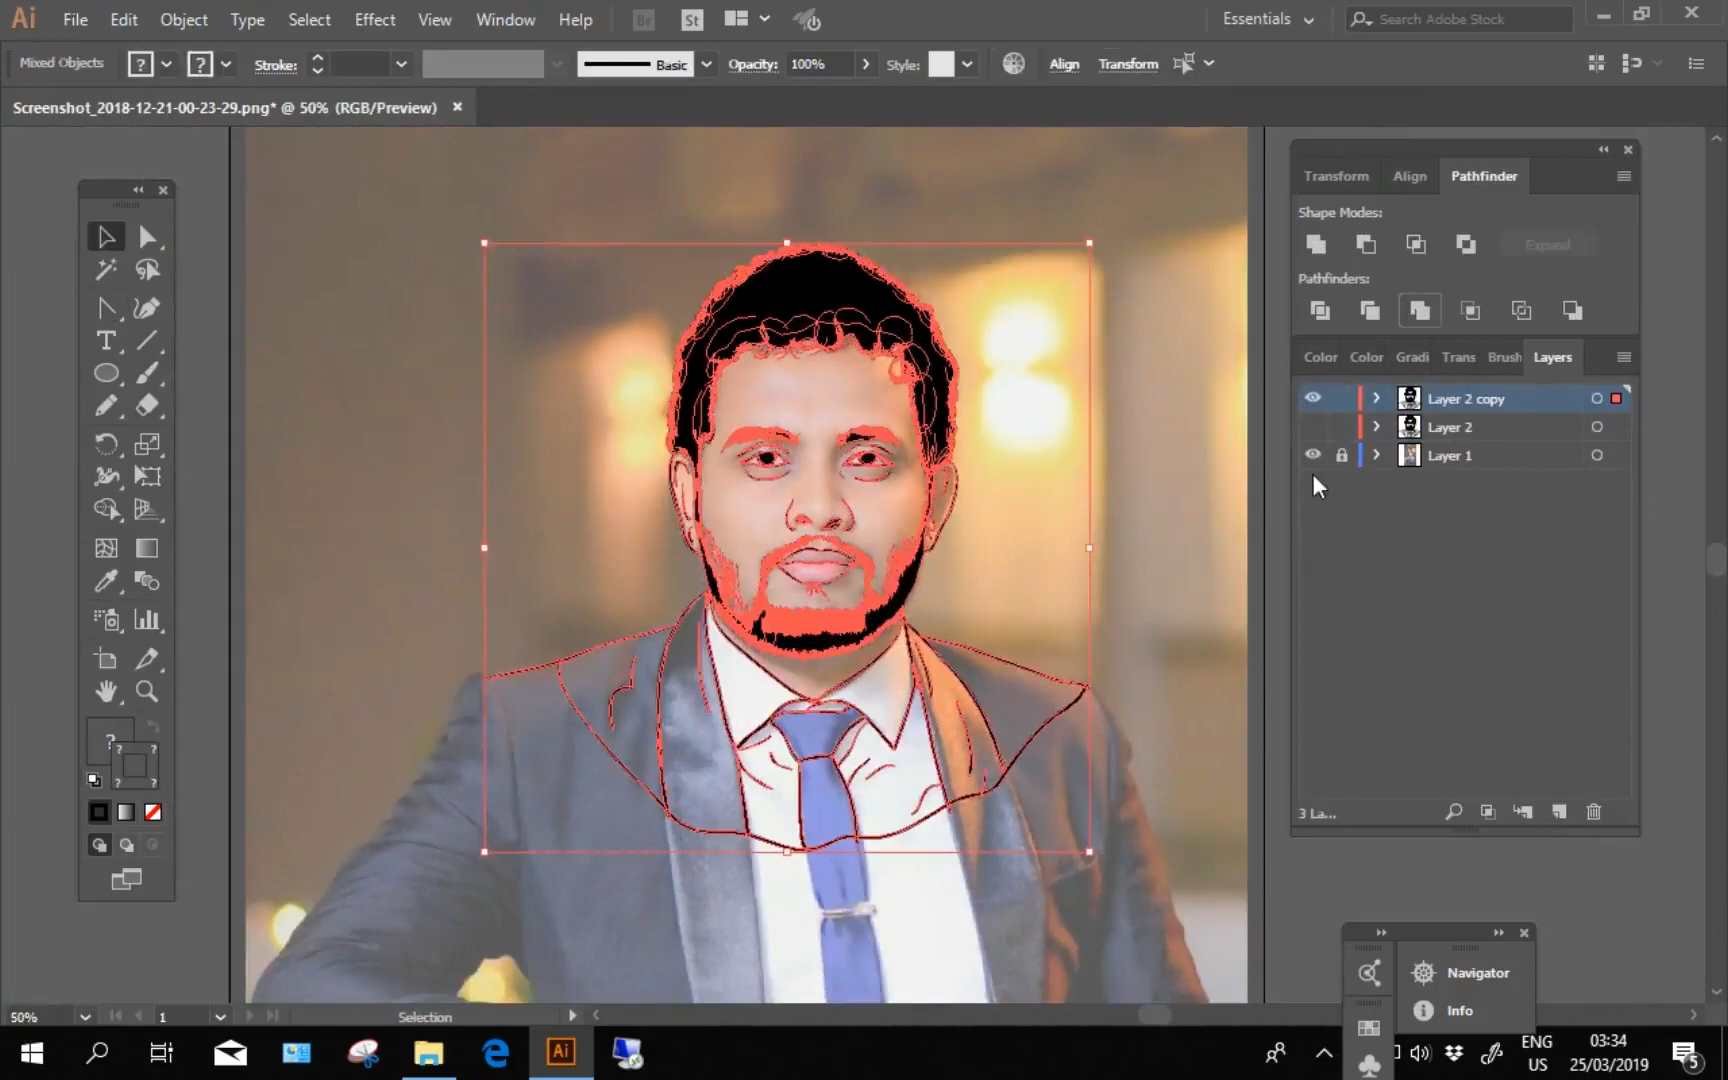 Ai File Edit Object Type Select Effect View Window Help Br St Essentials Search Adobe Stock
Mixed Objects ? ? Stroke: Basic Opacity: 100% Style: Align Transform
Screenshot_2018-12-21-00-23-29.png* @ 50% (RGB/Preview)
Transform Align Pathfinder
Shape Modes:
Expand
Pathfinders:
Color Color Gradi Trans Brush Layers
Layer 2 copy
Layer 2
Layer 1
T
?
? ?
? ?
3 La...
Navigator
Info
50% 1 Selection
Ai
ENG
US
03:34
25/03/2019
5